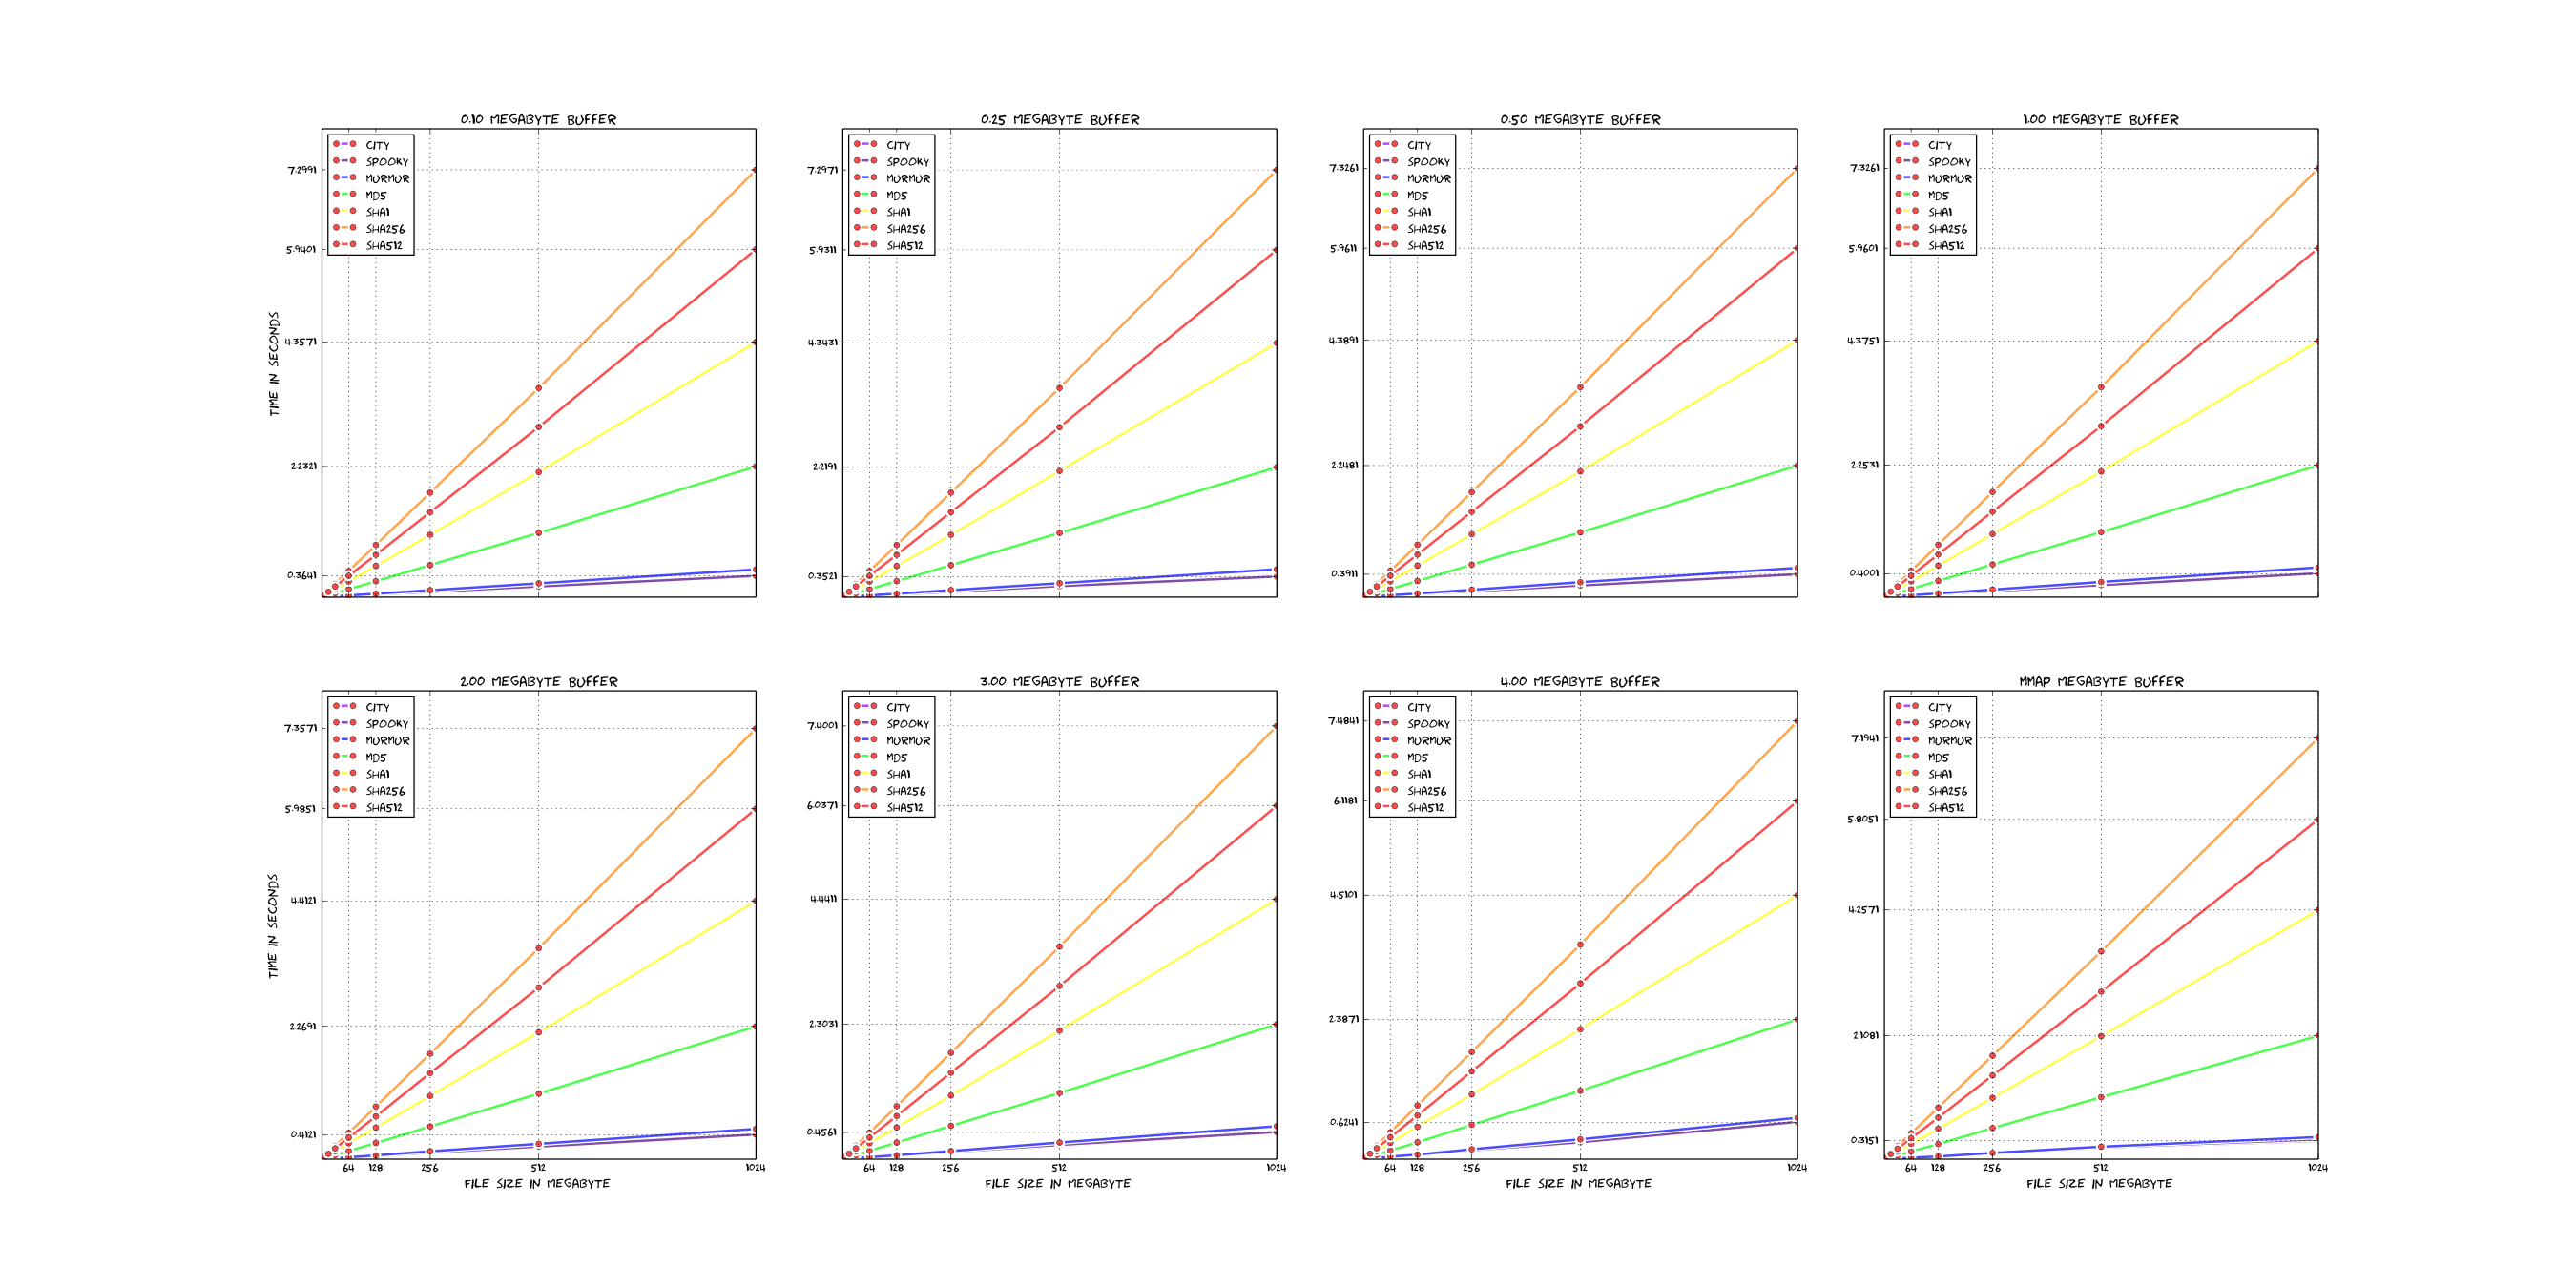 0.10 MEGABYTE BUFFER
CITY
SPOOKY
MURMUR
MD5
SHA1
SHA256
SHA512
7.2991
5.9401
4.3571
2.2321
0.3641
TIME IN SECONDS
0.25 MEGABYTE BUFFER
CITY
SPOOKY
MURMUR
MD5
SHA1
SHA256
SHA512
7.2971
5.9311
4.3431
2.2191
0.3521
0.50 MEGABYTE BUFFER
CITY
SPOOKY
MURMUR
MD5
SHA1
SHA256
SHA512
7.3261
5.9611
4.3891
2.2481
0.3911
1.00 MEGABYTE BUFFER
CITY
SPOOKY
MURMUR
MD5
SHA1
SHA256
SHA512
7.3261
5.9601
4.3751
2.2531
0.4001
2.00 MEGABYTE BUFFER
CITY
SPOOKY
MURMUR
MD5
SHA1
SHA256
SHA512
7.3571
5.9851
4.4121
2.2691
0.4121
TIME IN SECONDS
64 128 256 512 1024
FILE SIZE IN MEGABYTE
3.00 MEGABYTE BUFFER
CITY
SPOOKY
MURMUR
MD5
SHA1
SHA256
SHA512
7.4001
6.0371
4.4411
2.3031
0.4561
64 128 256 512 1024
FILE SIZE IN MEGABYTE
4.00 MEGABYTE BUFFER
CITY
SPOOKY
MURMUR
MD5
SHA1
SHA256
SHA512
7.4841
6.1181
4.5101
2.3871
0.6241
64 128 256 512 1024
FILE SIZE IN MEGABYTE
MMAP MEGABYTE BUFFER
CITY
SPOOKY
MURMUR
MD5
SHA1
SHA256
SHA512
7.1941
5.8051
4.2571
2.1081
0.3151
64 128 256 512 1024
FILE SIZE IN MEGABYTE